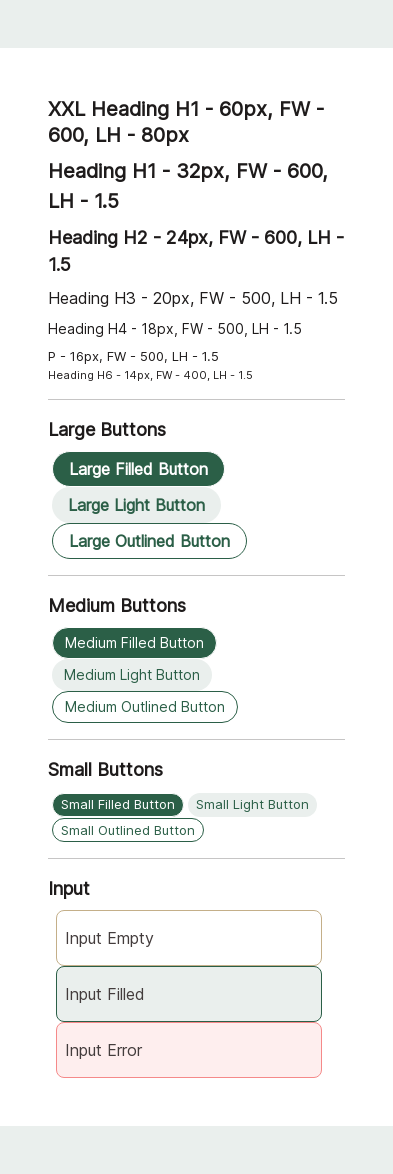 XXL Heading H1 - 60px, FW -
600, LH - 80px
Heading H1 - 32px, FW - 600,
LH - 1.5
Heading H2 - 24px, FW - 600, LH -
1.5
Heading H3 - 20px, FW - 500, LH - 1.5
Heading H4 - 18px, FW - 500, LH - 1.5
P - 16px, FW - 500, LH - 1.5
Heading H6 - 14px, FW - 400, LH - 1.5
Large Buttons
Large Filled Button
Large Light Button
Large Outlined Button
Medium Buttons
Medium Filled Button
Medium Light Button
Medium Outlined Button
Small Buttons
Small Filled Button Small Light Button
Small Outlined Button
Input
Input Empty
Input Filled
Input Error